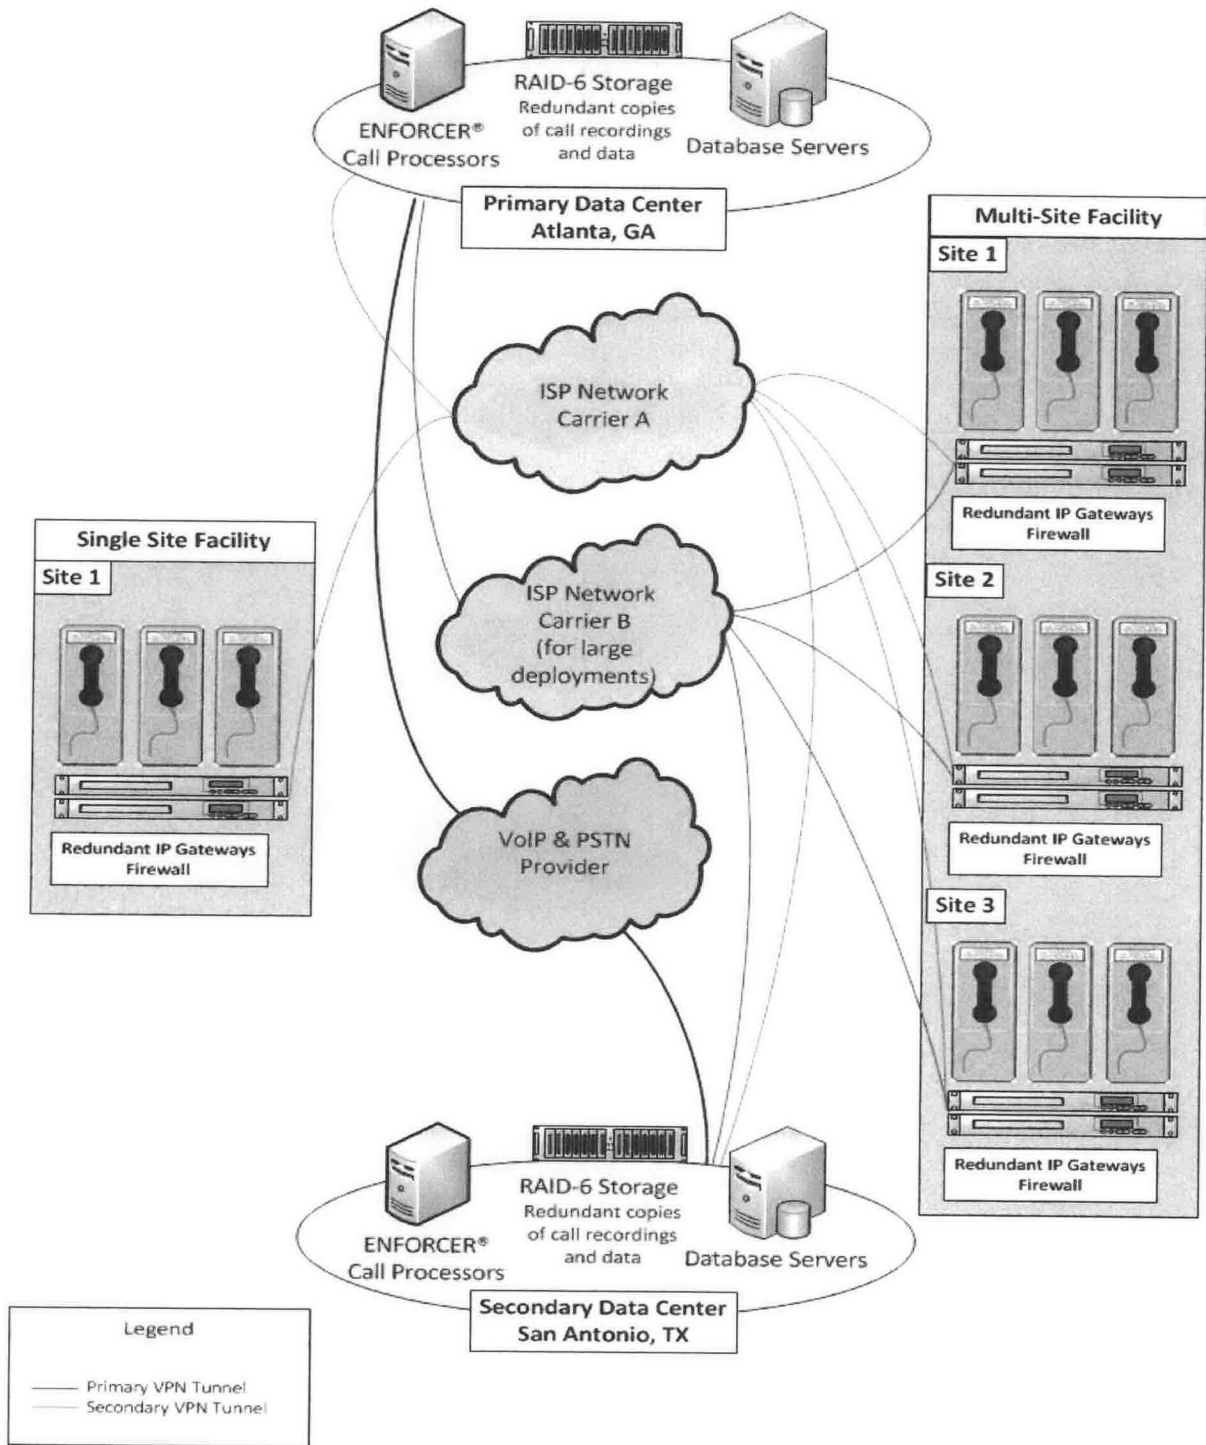 RAID-6 Storage
Redundant copies
of call recordings
and data
ENFORCER®
Call Processors
Database Servers
Primary Data Center
Atlanta, GA
Multi-Site Facility
Site 1
ISP Network
Carrier A
Redundant IP Gateways
Firewall
Single Site Facility
Site 1
ISP Network
Carrier B
(for large
deployments)
Site 2
Redundant IP Gateways
Firewall
VoIP & PSTN
Provider
Redundant IP Gateways
Firewall
Site 3
Redundant IP Gateways
Firewall
RAID-6 Storage
Redundant copies
of call recordings
and data
ENFORCER®
Call Processors
Database Servers
Secondary Data Center
San Antonio, TX
Legend
Primary VPN Tunnel
Secondary VPN Tunnel